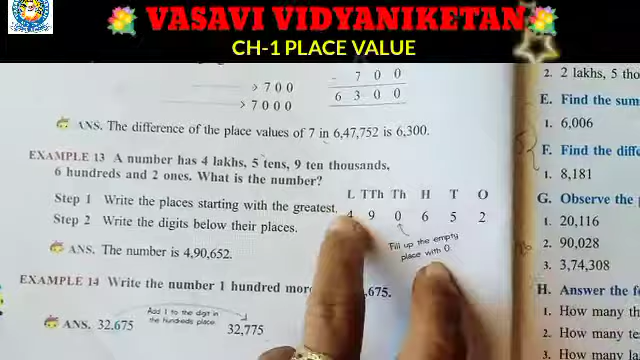 VASAVI VIDYANIKETAN
CH-1 PLACE VALUE
> 7 0 0
> 7 0 0 0
- 7 0 0
6 3 0 0
ANS. The difference of the place values of 7 in 6,47,752 is 6,300.
EXAMPLE 13 A number has 4 lakhs, 5 tens, 9 ten thousands,
6 hundreds and 2 ones. What is the number?
Step 1 Write the places starting with the greatest.
Step 2 Write the digits below their places.
L TTh Th H T O
4 9 0 6 5 2
Fill up the empty
place with 0.
ANS. The number is 4,90,652.
EXAMPLE 14 Write the number 1 hundred ,675.
ANS. 32,675
Add 1 to the digit in
the hundreds place.
32,775
2. 2 lakhs, 5
E. Find the sum
1. 6,006
F. Find the
1. 8,181
G. Observe the
1. 20,116
2. 90,028
3. 3,74,308
H. Answer the
1. How many
2. How many
3. How many